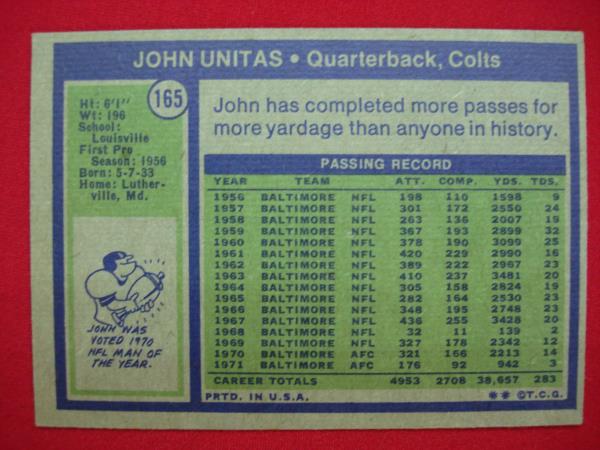 JOHN UNITAS • Quarterback, Colts
165
Ht: 6'1"
Wt: 196
School:
Louisville
First Pro
Season: 1956
Born: 5-7-33
Home: Luther-
ville, Md.
JOHN WAS
VOTED 1970
NFL MAN OF
THE YEAR.
John has completed more passes for
more yardage than anyone in history.
PASSING RECORD
YEAR TEAM ATT. COMP. YDS. TDS.
1956 BALTIMORE NFL 198 110 1598 9
1957 BALTIMORE NFL 301 172 2550 24
1958 BALTIMORE NFL 263 136 2007 19
1959 BALTIMORE NFL 367 193 2899 32
1960 BALTIMORE NFL 378 190 3099 25
1961 BALTIMORE NFL 420 229 2990 16
1962 BALTIMORE NFL 389 222 2967 23
1963 BALTIMORE NFL 410 237 3481 20
1964 BALTIMORE NFL 305 158 2824 19
1965 BALTIMORE NFL 282 164 2530 23
1966 BALTIMORE NFL 348 195 2748 23
1967 BALTIMORE NFL 436 255 3428 20
1968 BALTIMORE NFL 32 11 139 2
1969 BALTIMORE NFL 327 178 2342 12
1970 BALTIMORE AFC 321 166 2213 14
1971 BALTIMORE AFC 176 92 942 3
CAREER TOTALS 4953 2708 38,657 283
PRTD. IN U.S.A. ** ©T.C.G.